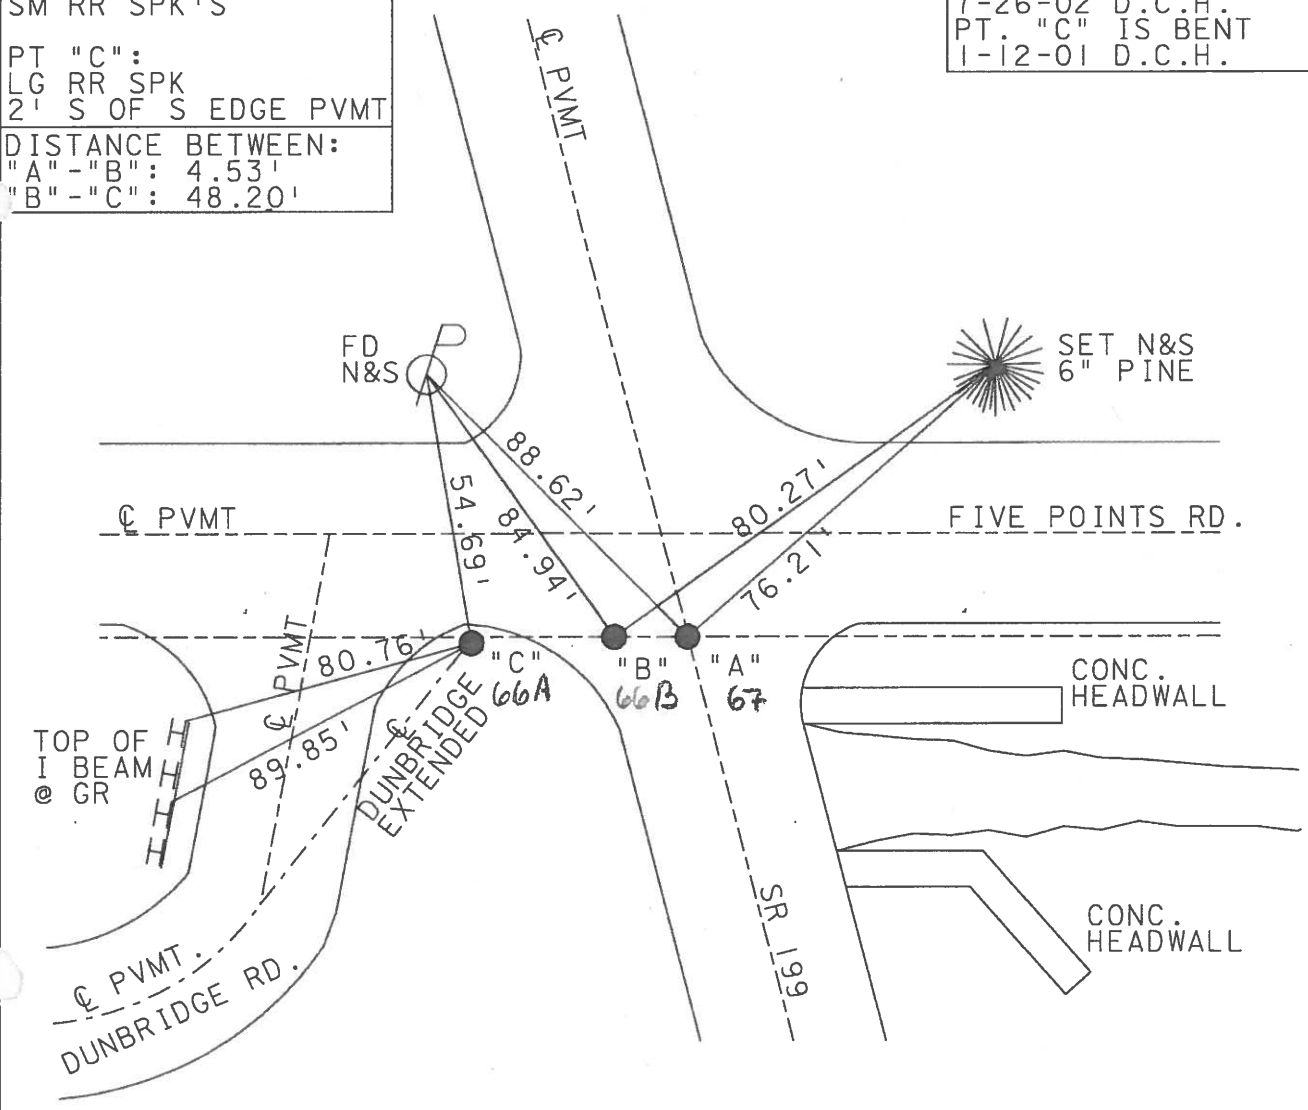 SM RR SPK'S
PT "C":
LG RR SPK
2' S OF S EDGE PVMT
DISTANCE BETWEEN:
"A"-"B": 4.53'
"B"-"C": 48.20'
7-26-02 D.C.H.
PT. "C" IS BENT
1-12-01 D.C.H.
℄ PVMT
FD
N&S
SET N&S
6" PINE
88.62'
54.69'
84.94'
80.27'
76.21'
℄ PVMT
FIVE POINTS RD.
℄ PVMT
80.76'
89.85'
"C"
66A
"B"
66B
"A"
67
CONC.
HEADWALL
TOP OF
I BEAM
@ GR
℄
DUNBRIDGE
EXTENDED
SR 199
CONC.
HEADWALL
℄ PVMT.
DUNBRIDGE RD.